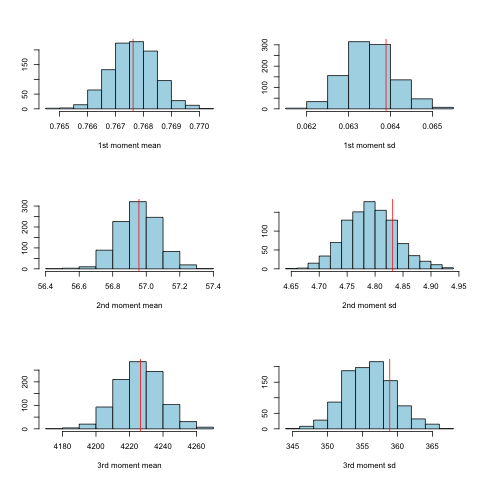 0 50 150
0.765 0.766 0.767 0.768 0.769 0.770
1st moment mean
0 100 200 300
0.062 0.063 0.064 0.065
1st moment sd
0 100 200 300
56.4 56.6 56.8 57.0 57.2 57.4
2nd moment mean
0 50 100
4.65 4.70 4.75 4.80 4.85 4.90 4.95
2nd moment sd
0 100 200
4180 4200 4220 4240 4260
3rd moment mean
0 50 150
345 350 355 360 365
3rd moment sd